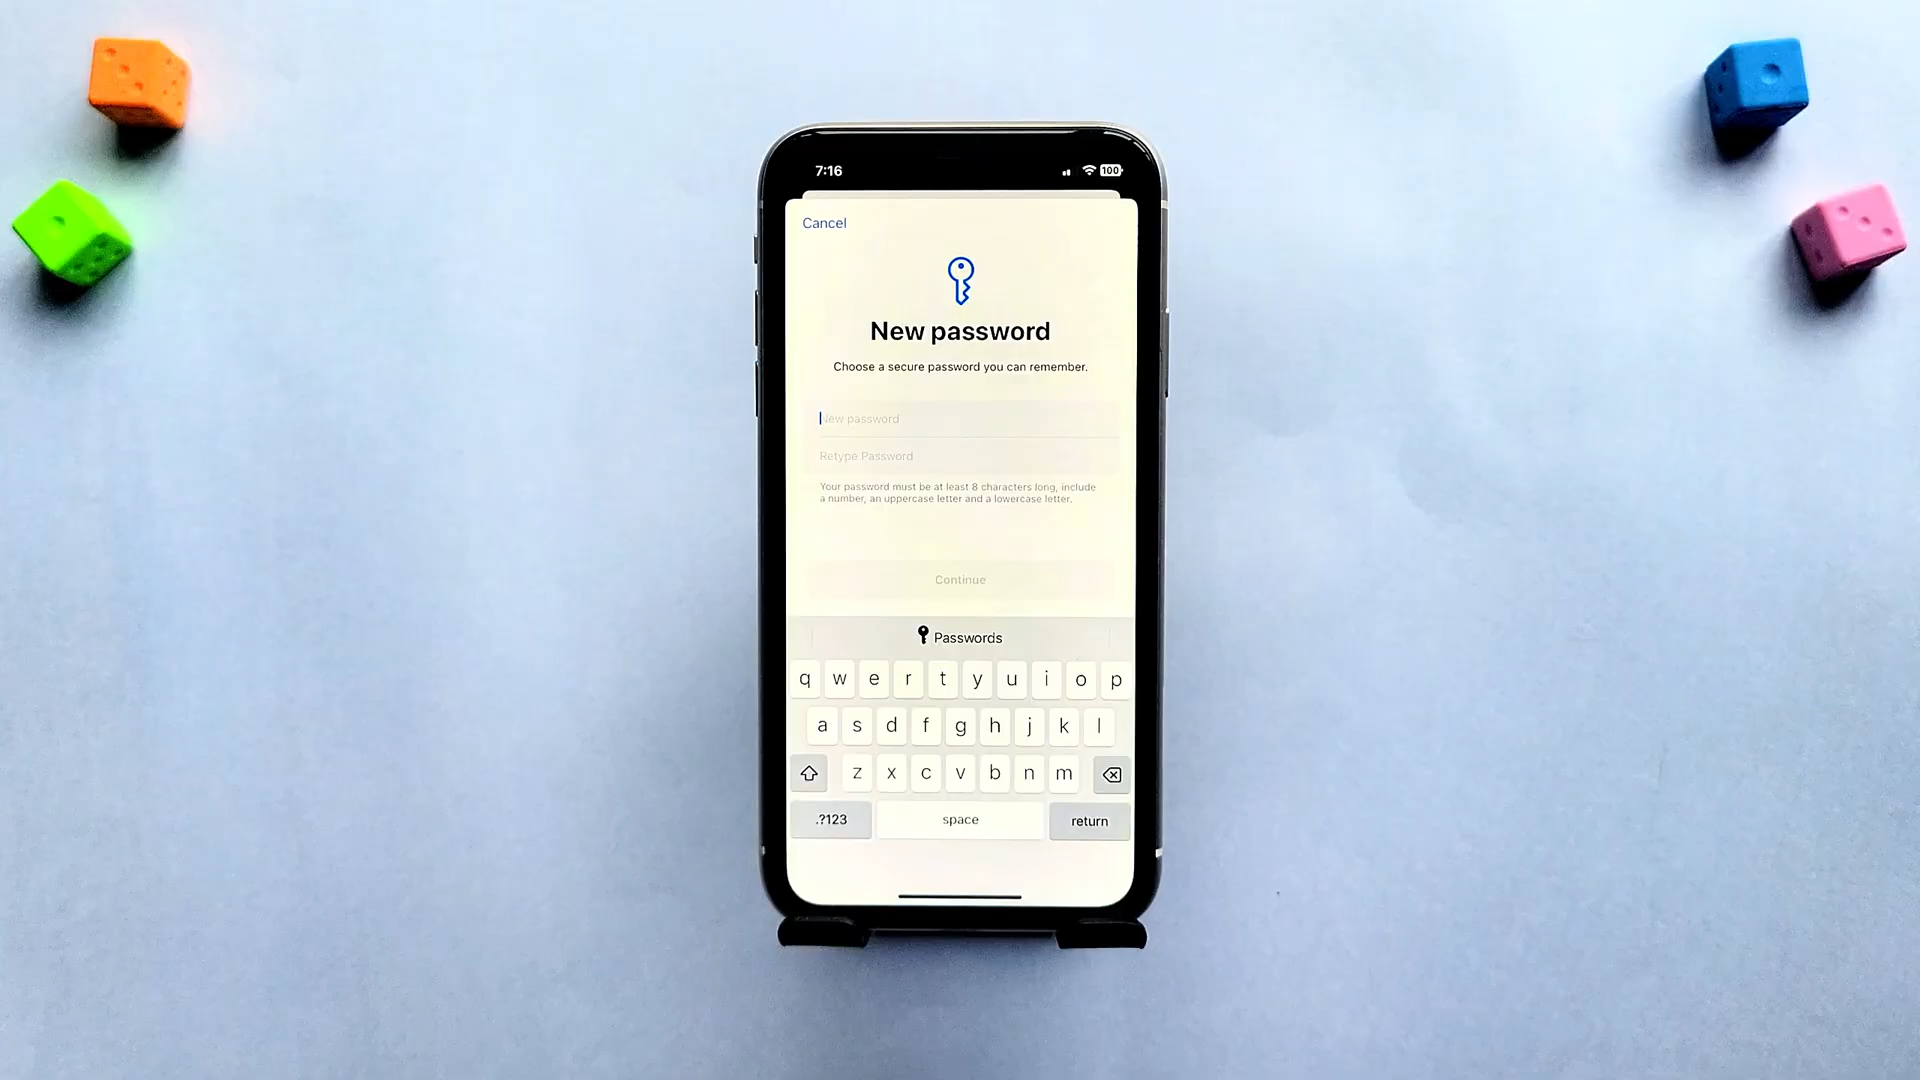 7:16
100
Cancel
New password
Choose a secure password you can remember.
New password
Retype Password
Your password must be at least 8 characters long, include
a number, an uppercase letter and a lowercase letter.
Continue
Passwords
q w e r t y u i o p
a s d f g h j k l
z x c v b n m
.?123 space return